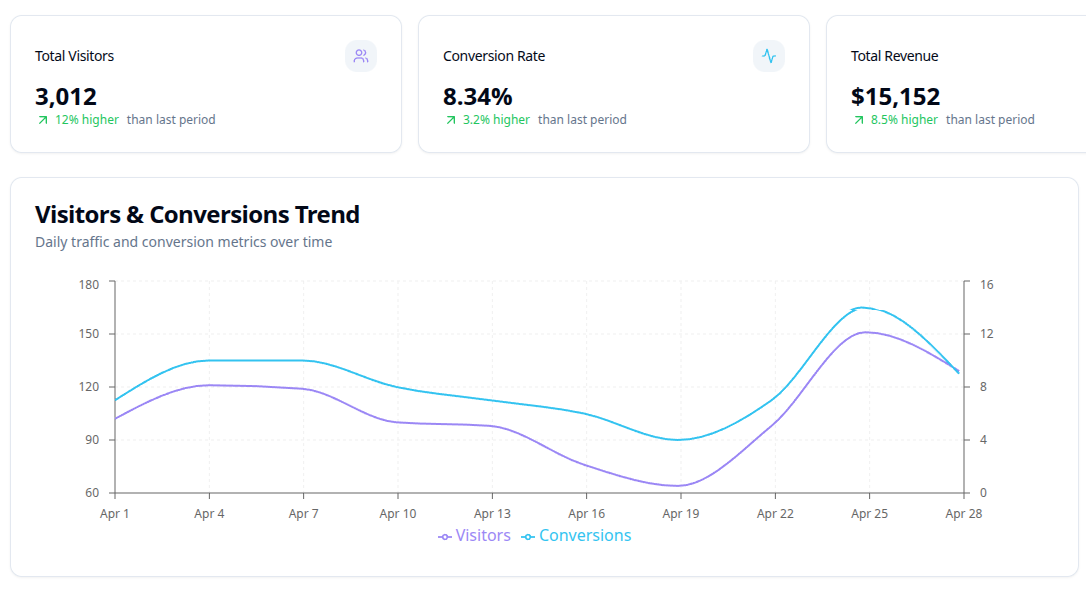 Total Visitors
3,012
12% higher than last period
Conversion Rate
8.34%
3.2% higher than last period
Total Revenue
$15,152
8.5% higher than last period
Visitors & Conversions Trend
Daily traffic and conversion metrics over time
180
150
120
90
60
16
12
8
4
0
Apr 1 Apr 4 Apr 7 Apr 10 Apr 13 Apr 16 Apr 19 Apr 22 Apr 25 Apr 28
Visitors Conversions